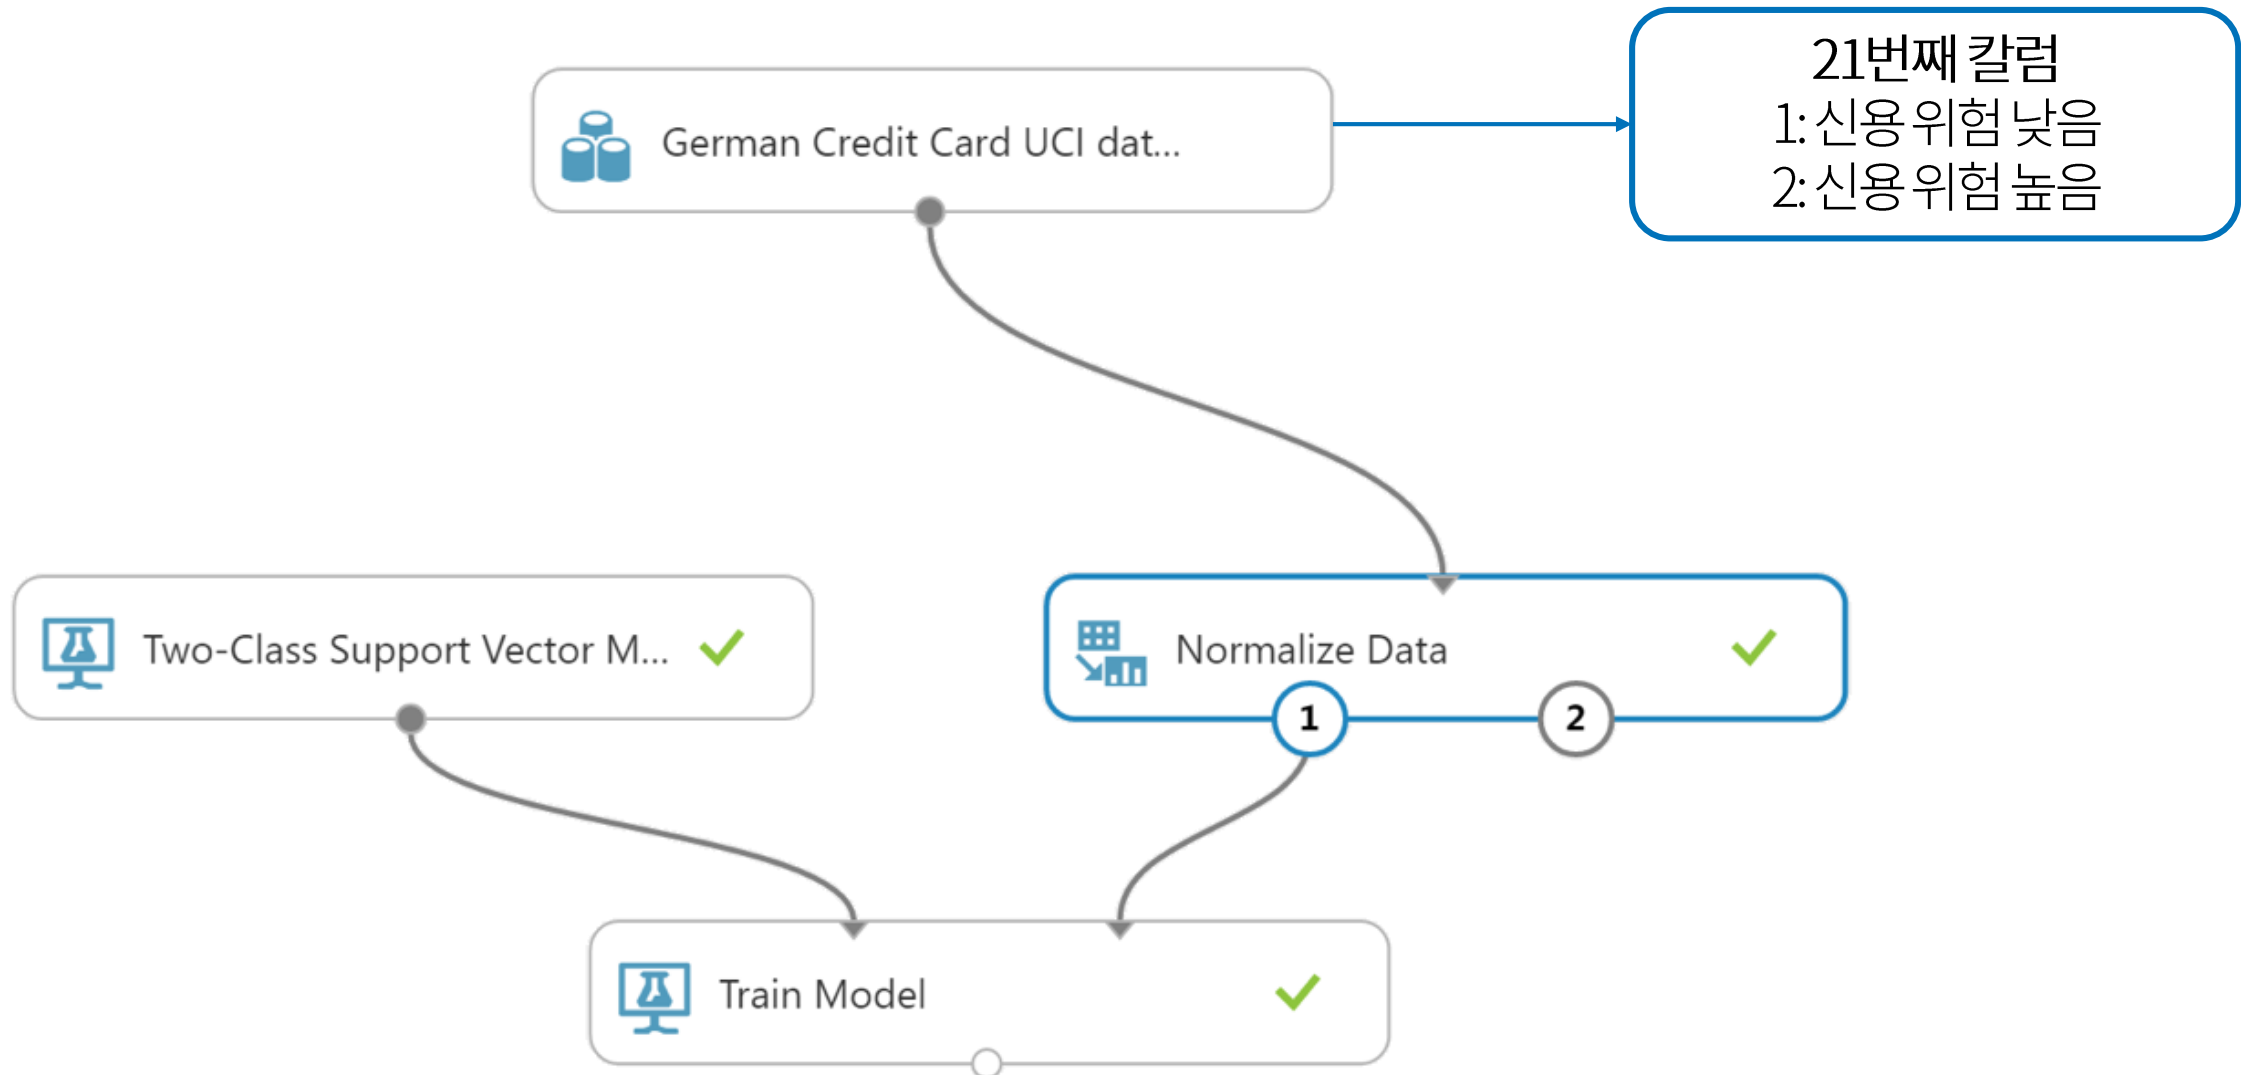 21번째 칼럼
1: 신용 위험 낮음
2: 신용 위험 높음
German Credit Card UCI dat...
Two-Class Support Vector M...
Normalize Data
1
2
Train Model